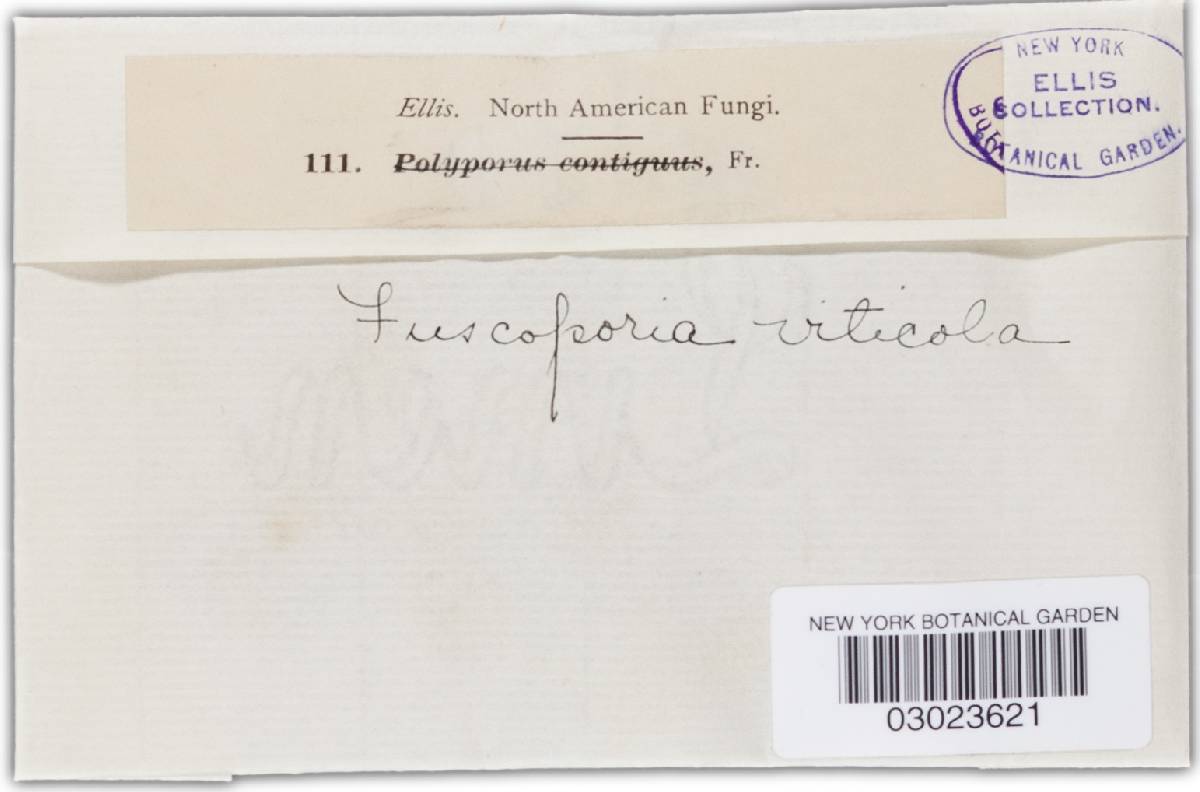 Ellis. North American Fungi.
111. Polyporus contiguus, Fr.
NEW YORK
ELLIS
COLLECTION.
BOTANICAL GARDEN.
Fuscoporia viticola
NEW YORK BOTANICAL GARDEN
03023621